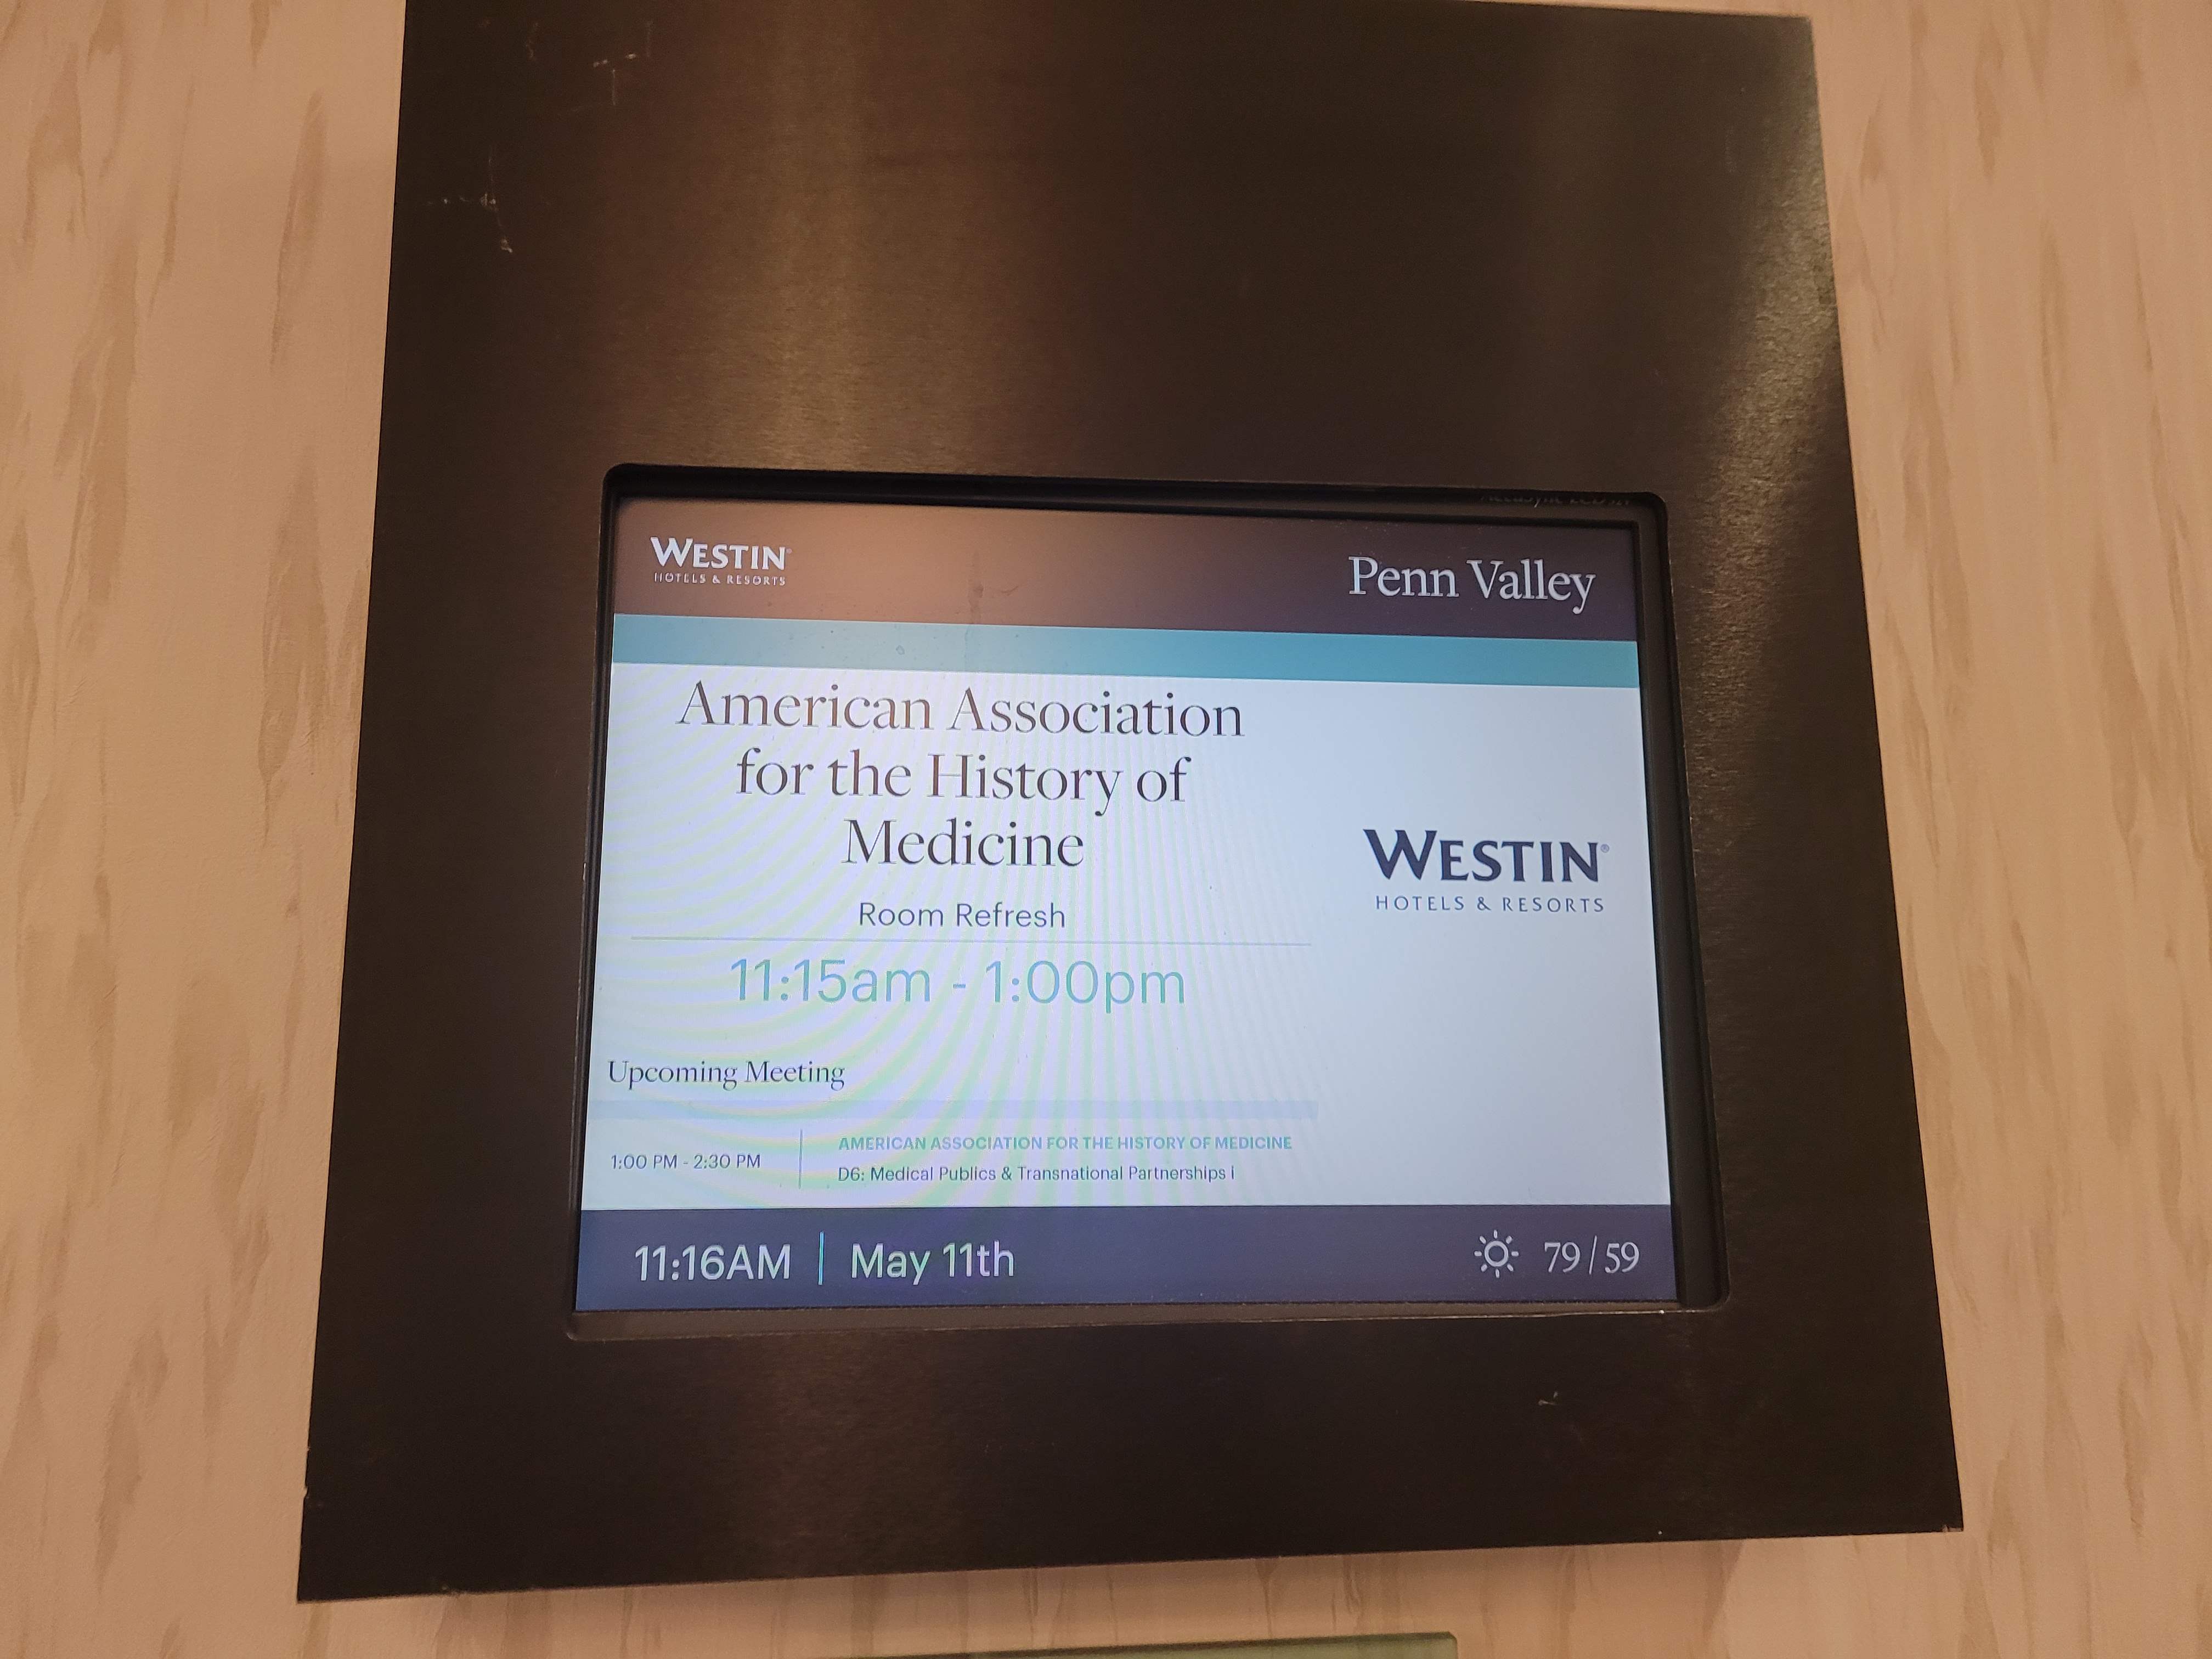 WESTIN®
HOTELS & RESORTS
Penn Valley
American Association
for the History of
Medicine
Room Refresh
11:15am - 1:00pm
WESTIN®
HOTELS & RESORTS
Upcoming Meeting
1:00 PM - 2:30 PM
AMERICAN ASSOCIATION FOR THE HISTORY OF MEDICINE
D6: Medical Publics & Transnational Partnerships I
11:16AM | May 11th
79/59